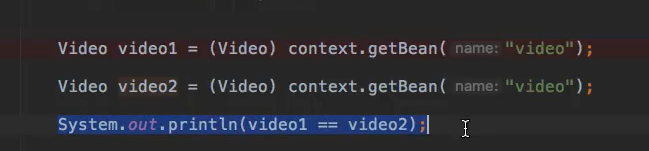 Video video1 = (Video) context.getBean( name: "video");
Video video2 = (Video) context.getBean( name: "video");
System.out.println(video1 == video2);